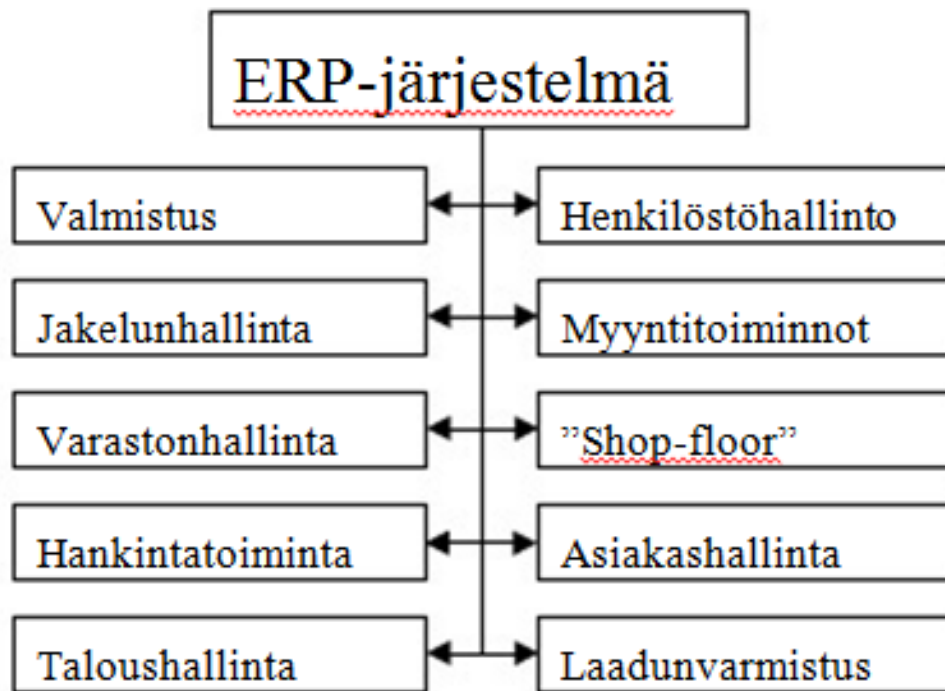 ERP-järjestelmä
Valmistus
Henkilöstöhallinto
Jakelunhallinta
Myyntitoiminnot
Varastonhallinta
”Shop-floor”
Hankintatoiminta
Asiakashallinta
Taloushallinta
Laadunvarmistus